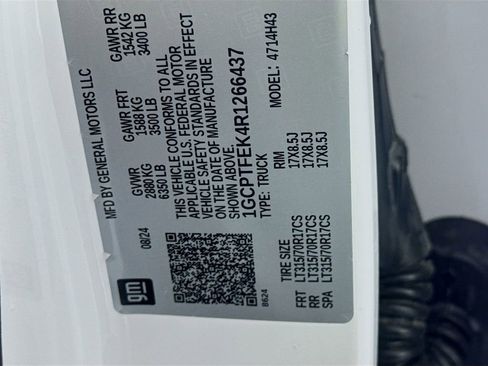 MFD BY GENERAL MOTORS LLC
08/24
GVWR GAWR FRT GAWR RR
2880 KG 1588 KG 1542 KG
6350 LB 3500 LB 3400 LB
THIS VEHICLE CONFORMS TO ALL
APPLICABLE U.S. FEDERAL MOTOR
VEHICLE SAFETY STANDARDS IN EFFECT
ON THE DATE OF MANUFACTURE
SHOWN ABOVE.
1GCPTFEK4R1266437
TYPE: TRUCK MODEL: 4714H43
gm
B624
TIRE SIZE RIM
FRT LT315/70R17CS 17X8.5J
RR LT315/70R17CS 17X8.5J
SPA LT315/70R17CS 17X8.5J